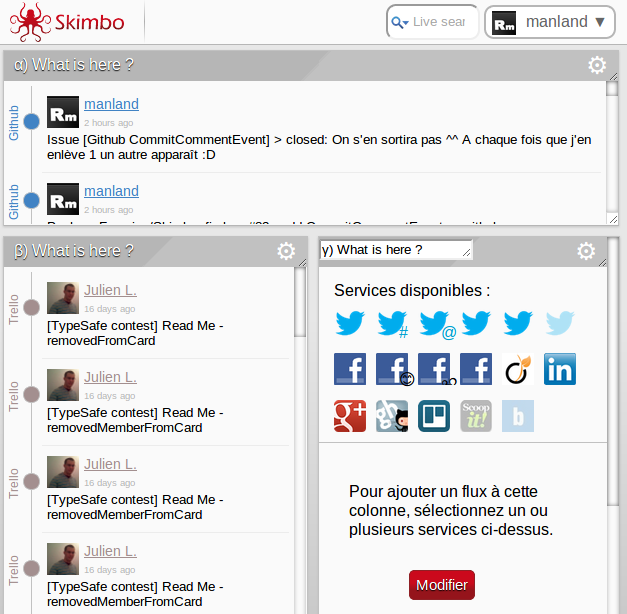 Skimbo
Live sear
Rm manland ▼
α) What is here ?
Github
Rm manland
2 hours ago
Issue [Github CommitCommentEvent] > closed: On s'en sortira pas ^^ A chaque fois que j'en
enlève 1 un autre apparaît :D
Github
Rm manland
2 hours ago
β) What is here ?
Trello
Julien L.
16 days ago
[TypeSafe contest] Read Me -
removedFromCard
Trello
Julien L.
16 days ago
[TypeSafe contest] Read Me -
removedMemberFromCard
Trello
Julien L.
16 days ago
[TypeSafe contest] Read Me -
removedMemberFromCard
Trello
Julien L.
16 days ago
[TypeSafe contest] Read Me -
removedMemberFromCard
γ) What is here ?
Services disponibles :
# @
f f f f in
g+ Scoop it! b
Pour ajouter un flux à cette
colonne, sélectionnez un ou
plusieurs services ci-dessus.
Modifier